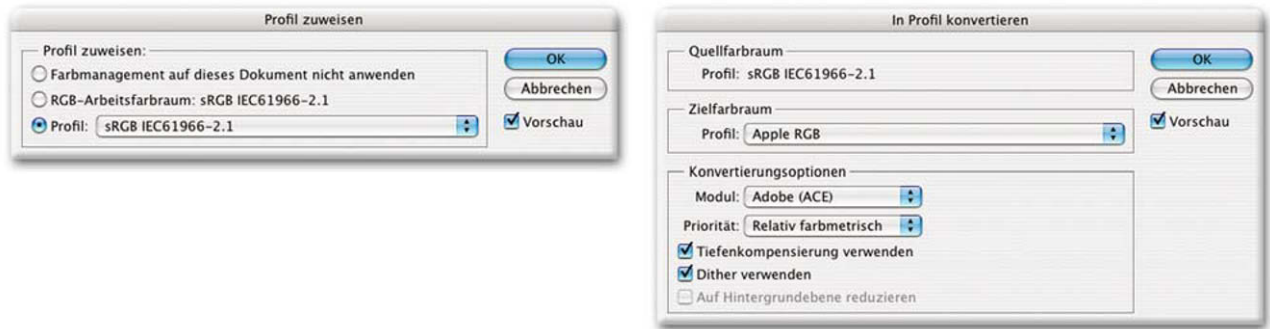 Profil zuweisen
Profil zuweisen:
Farbmanagement auf dieses Dokument nicht anwenden
RGB-Arbeitsfarbraum: sRGB IEC61966-2.1
Profil: sRGB IEC61966-2.1
OK
Abbrechen
Vorschau
In Profil konvertieren
Quellfarbraum
Profil: sRGB IEC61966-2.1
Zielfarbraum
Profil: Apple RGB
Konvertierungsoptionen
Modul: Adobe (ACE)
Priorität: Relativ farbmetrisch
Tiefenkompensierung verwenden
Dither verwenden
Auf Hintergrundebene reduzieren
OK
Abbrechen
Vorschau